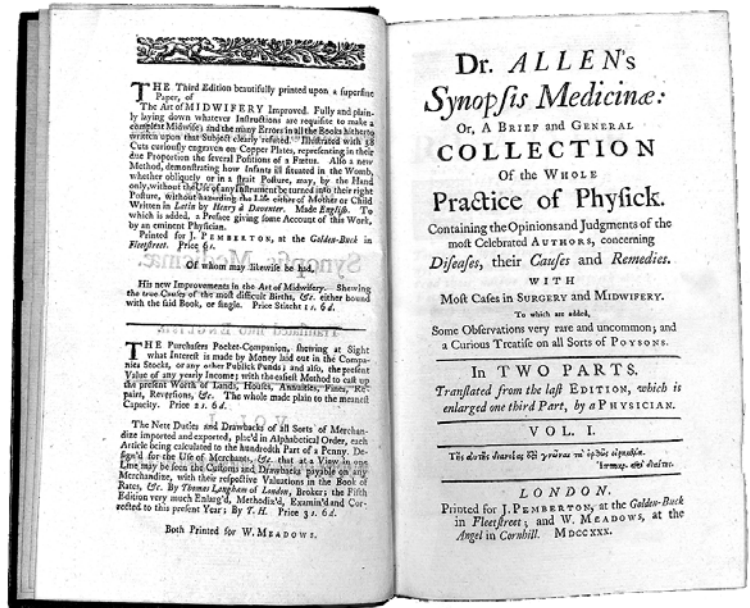 THE Third Edition beautifully printed upon a superfine
Paper, of
The Art of MIDWIFERY Improved. Fully and plain-
ly laying down whatever Instructions are requisite to make a
compleat Midwife; and the many Errors in all the Books hitherto
written upon that Subject clearly refuted. Illustrated with 38
Cuts curiously engraven on Copper Plates, representing in their
due Proportion the several Positions of a Fœtus. Also a new
Method, demonstrating how Infants ill situated in the Womb,
whether obliquely or in a strait Posture, may, by the Hand
only, without the Use of any Instrument be turned into their right
Posture, without hazarding the Life either of Mother or Child
Written in Latin by Henry à Daventer. Made English. To
which is added, a Preface giving some Account of this Work,
by an eminent Physician.
Printed for J. PEMBERTON, at the Golden-Buck in
Fleetstreet. Price 6s.
Of whom may likewise be had,
His new Improvements in the Art of Midwifery. Shewing
the true Causes of the most difficult Births, &c. either bound
with the said Book, or single. Price Stitcht 1s. 6d.
THE Purchasers Pocket-Companion, shewing at Sight
what Interest is made by Money laid out in the Compa-
nies Stocks, or any other Publick Funds; and also, the present
Value of any yearly Income; with the easiest Method to cast up
the present Worth of Lands, Houses, Annuities, Fines, Re-
pairs, Reversions, &c. The whole made plain to the meanest
Capacity. Price 2s. 6d.
The Nett Duties and Drawbacks of all Sorts of Merchan-
dize imported and exported, plac'd in Alphabetical Order, each
Article being calculated to the hundredth Part of a Penny. De-
sign'd for the Use of Merchants, &c. that at a View in one
Line may be seen the Customs and Drawbacks payable on any
Merchandize, with their respective Valuations in the Book of
Rates, &c. By Thomas Langham of London, Broker; the Fifth
Edition very much Enlarg'd, Methodiz'd, Examin'd and Cor-
rected to this present Year; By T. H. Price 3s. 6d.
Both Printed for W. MEADOWS.
Dr. ALLEN's
Synopsis Medicinæ:
Or, A BRIEF and GENERAL
COLLECTION
Of the WHOLE
Practice of Physick.
Containing the Opinions and Judgments of the
most Celebrated AUTHORS, concerning
Diseases, their Causes and Remedies.
WITH
Most Cases in SURGERY and MIDWIFERY.
To which are added,
Some Observations very rare and uncommon; and
a Curious Treatise on all Sorts of POYSONS.
In TWO PARTS.
Translated from the last EDITION, which is
enlarged one third Part, by a PHYSICIAN.
VOL. I.
Τῆς αὐτῆς διανοίας ἐστὶ γνῶναι τὰ ὀρθῶς εἰρημένα.
Ἱπποκρ. περὶ διαίτης.
LONDON.
Printed for J. PEMBERTON, at the Golden-Buck
in Fleetstreet; and W. MEADOWS, at the
Angel in Cornhill. MDCCXXX.